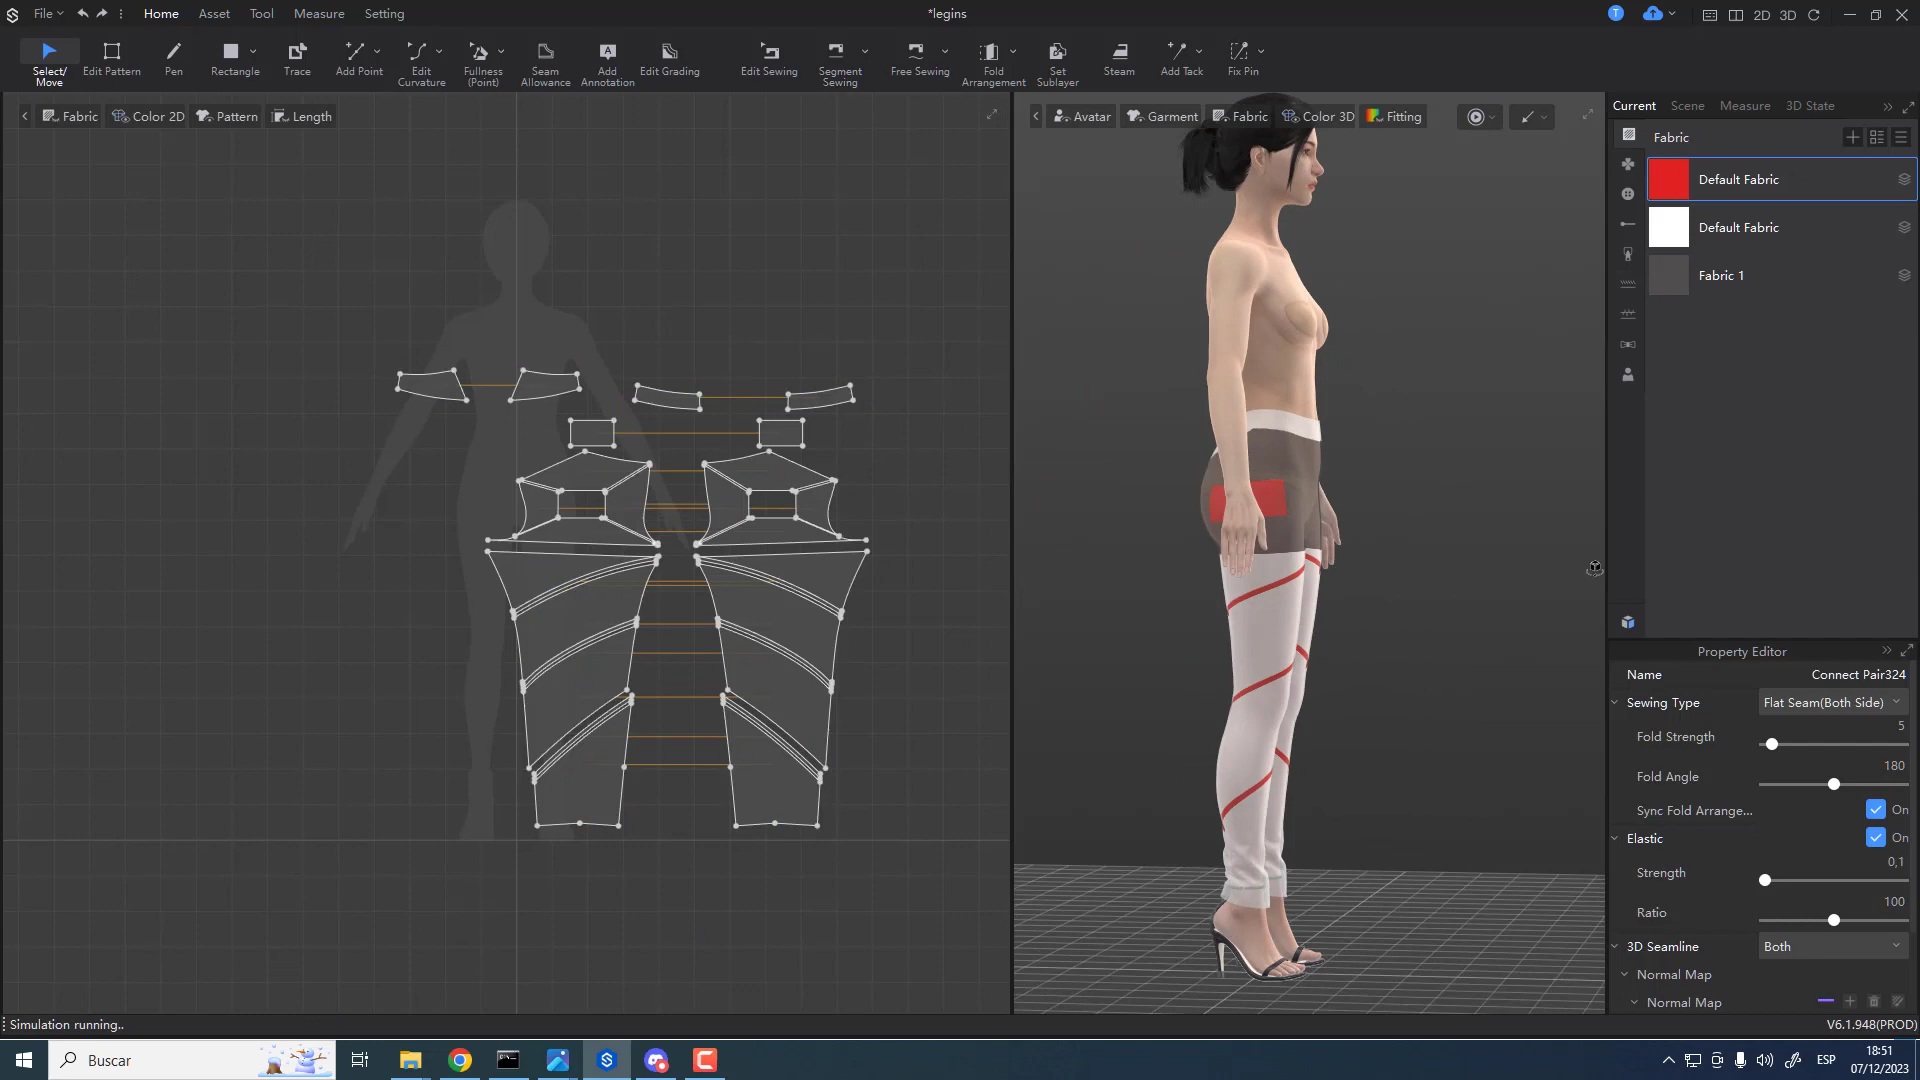 File
Home
Asset
Tool
Measure
Setting
*legins
T
2D
3D
Select/
Move
Edit Pattern
Pen
Rectangle
Trace
Add Point
Edit
Curvature
Fullness
(Point)
Seam
Allowance
Add
Annotation
Edit Grading
Edit Sewing
Segment
Sewing
Free Sewing
Fold
Arrangement
Set
Sublayer
Steam
Add Tack
Fix Pin
Fabric
Color 2D
Pattern
Length
Avatar
Garment
Fabric
Color 3D
Fitting
Current
Scene
Measure
3D State
Fabric
Default Fabric
Default Fabric
Fabric 1
Property Editor
Name
Connect Pair324
Sewing Type
Flat Seam(Both Side)
5
Fold Strength
180
Fold Angle
Sync Fold Arrange...
On
Elastic
On
0,1
Strength
100
Ratio
3D Seamline
Both
Normal Map
Normal Map
Simulation running..
V6.1.948(PROD)
Buscar
ESP
18:51
07/12/2023